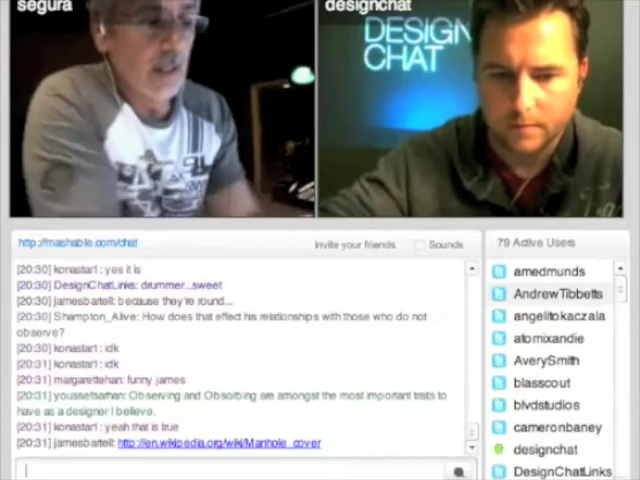 segura
designchat
DESIGN
CHAT
http://mashable.com/chat
Invite your friends
Sounds
79 Active Users
[20:30] konastar1: yes it is
[20:30] DesignChatLinks: drummer...sweet
[20:30] jamesbartell: because they're round...
[20:30] Shampton_Alive: How does that effect his relationships with those who do not
observe?
[20:30] konastar1: idk
[20:31] konastar1: idk
[20:31] margarettehan: funny james
[20:31] youssefsarhan: Observing and Obsorbing are amongst the most important traits to
have as a designer I believe.
[20:31] konastar1: yeah that is true
[20:31] jamesbartell: http://en.wikipedia.org/wiki/Manhole_cover
amedmunds
AndrewTibbetts
angelitokaczala
atomixandie
AverySmith
blasscout
blvdstudios
cameronbaney
designchat
DesignChatLinks